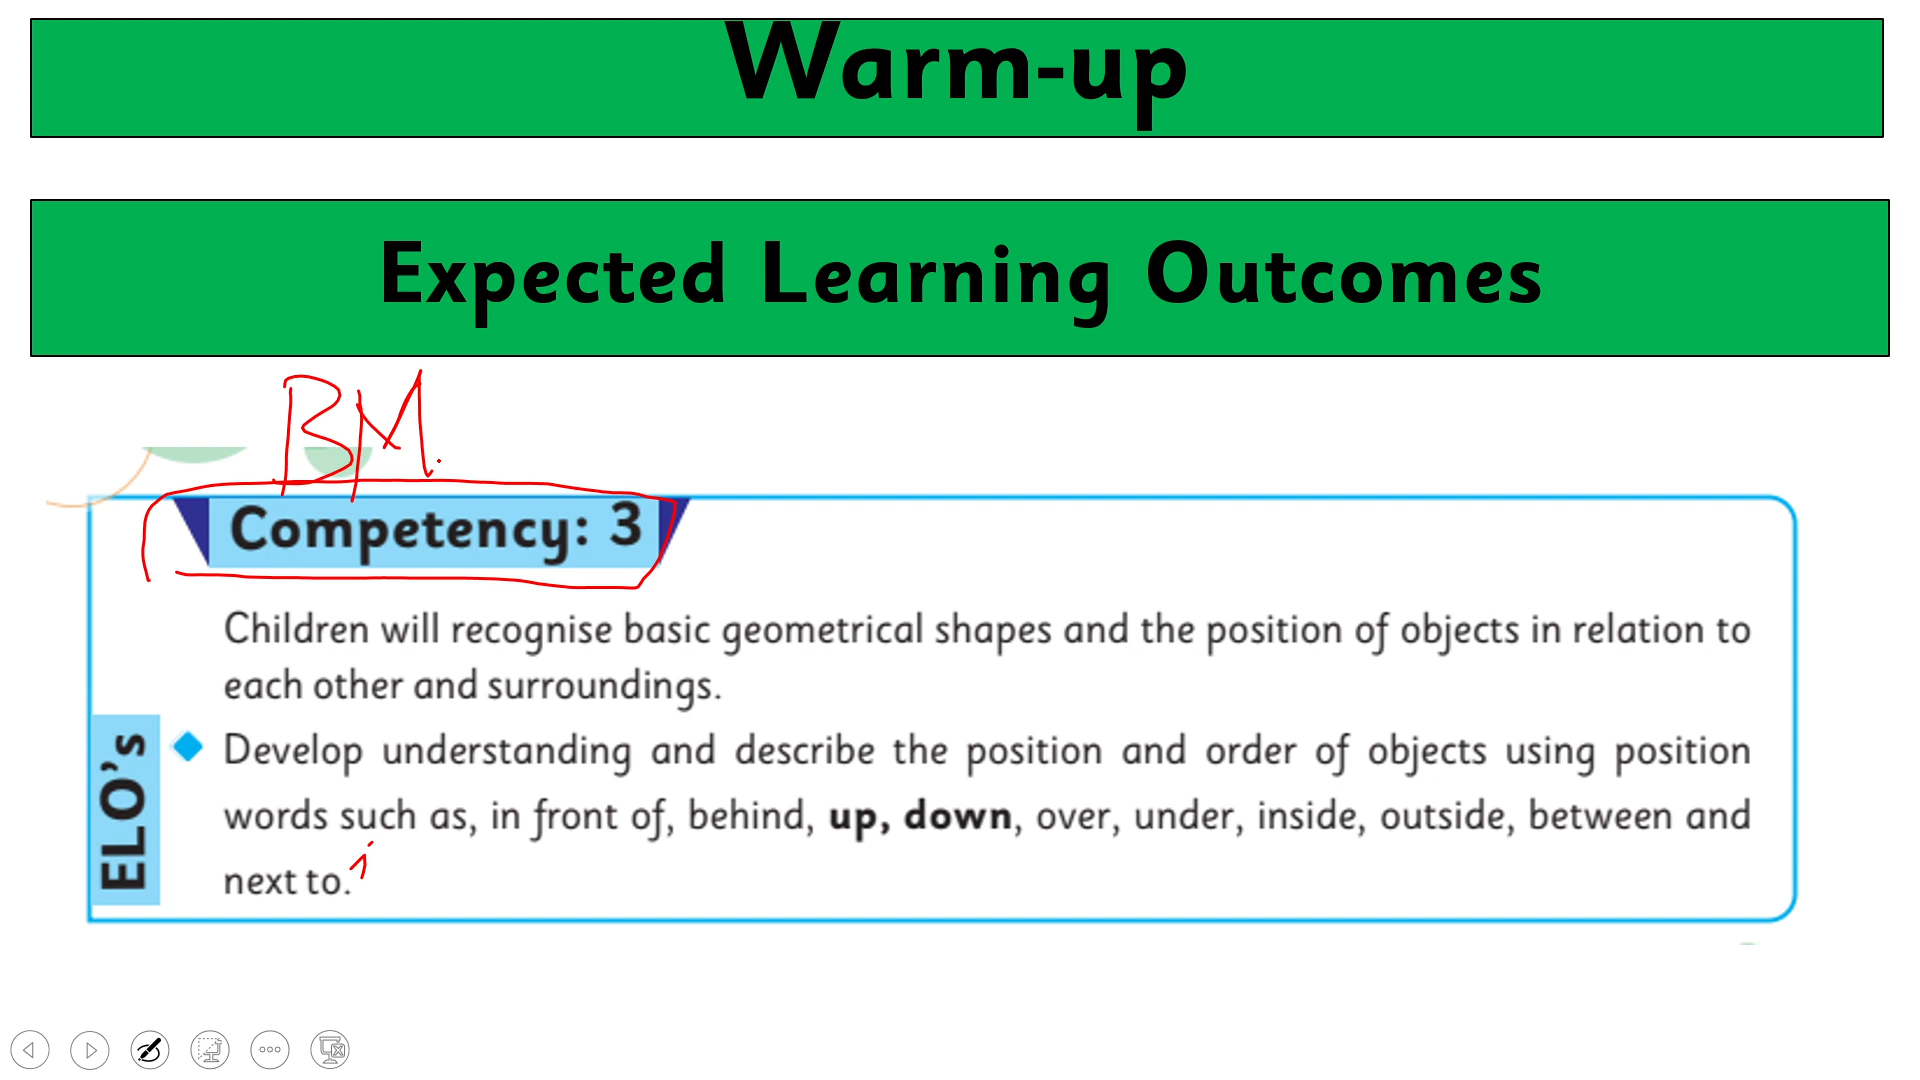 Warm-up
Expected Learning Outcomes
BM.
Competency: 3
Children will recognise basic geometrical shapes and the position of objects in relation to
each other and surroundings.
ELO's
Develop understanding and describe the position and order of objects using position
words such as, in front of, behind, up, down, over, under, inside, outside, between and
next to.